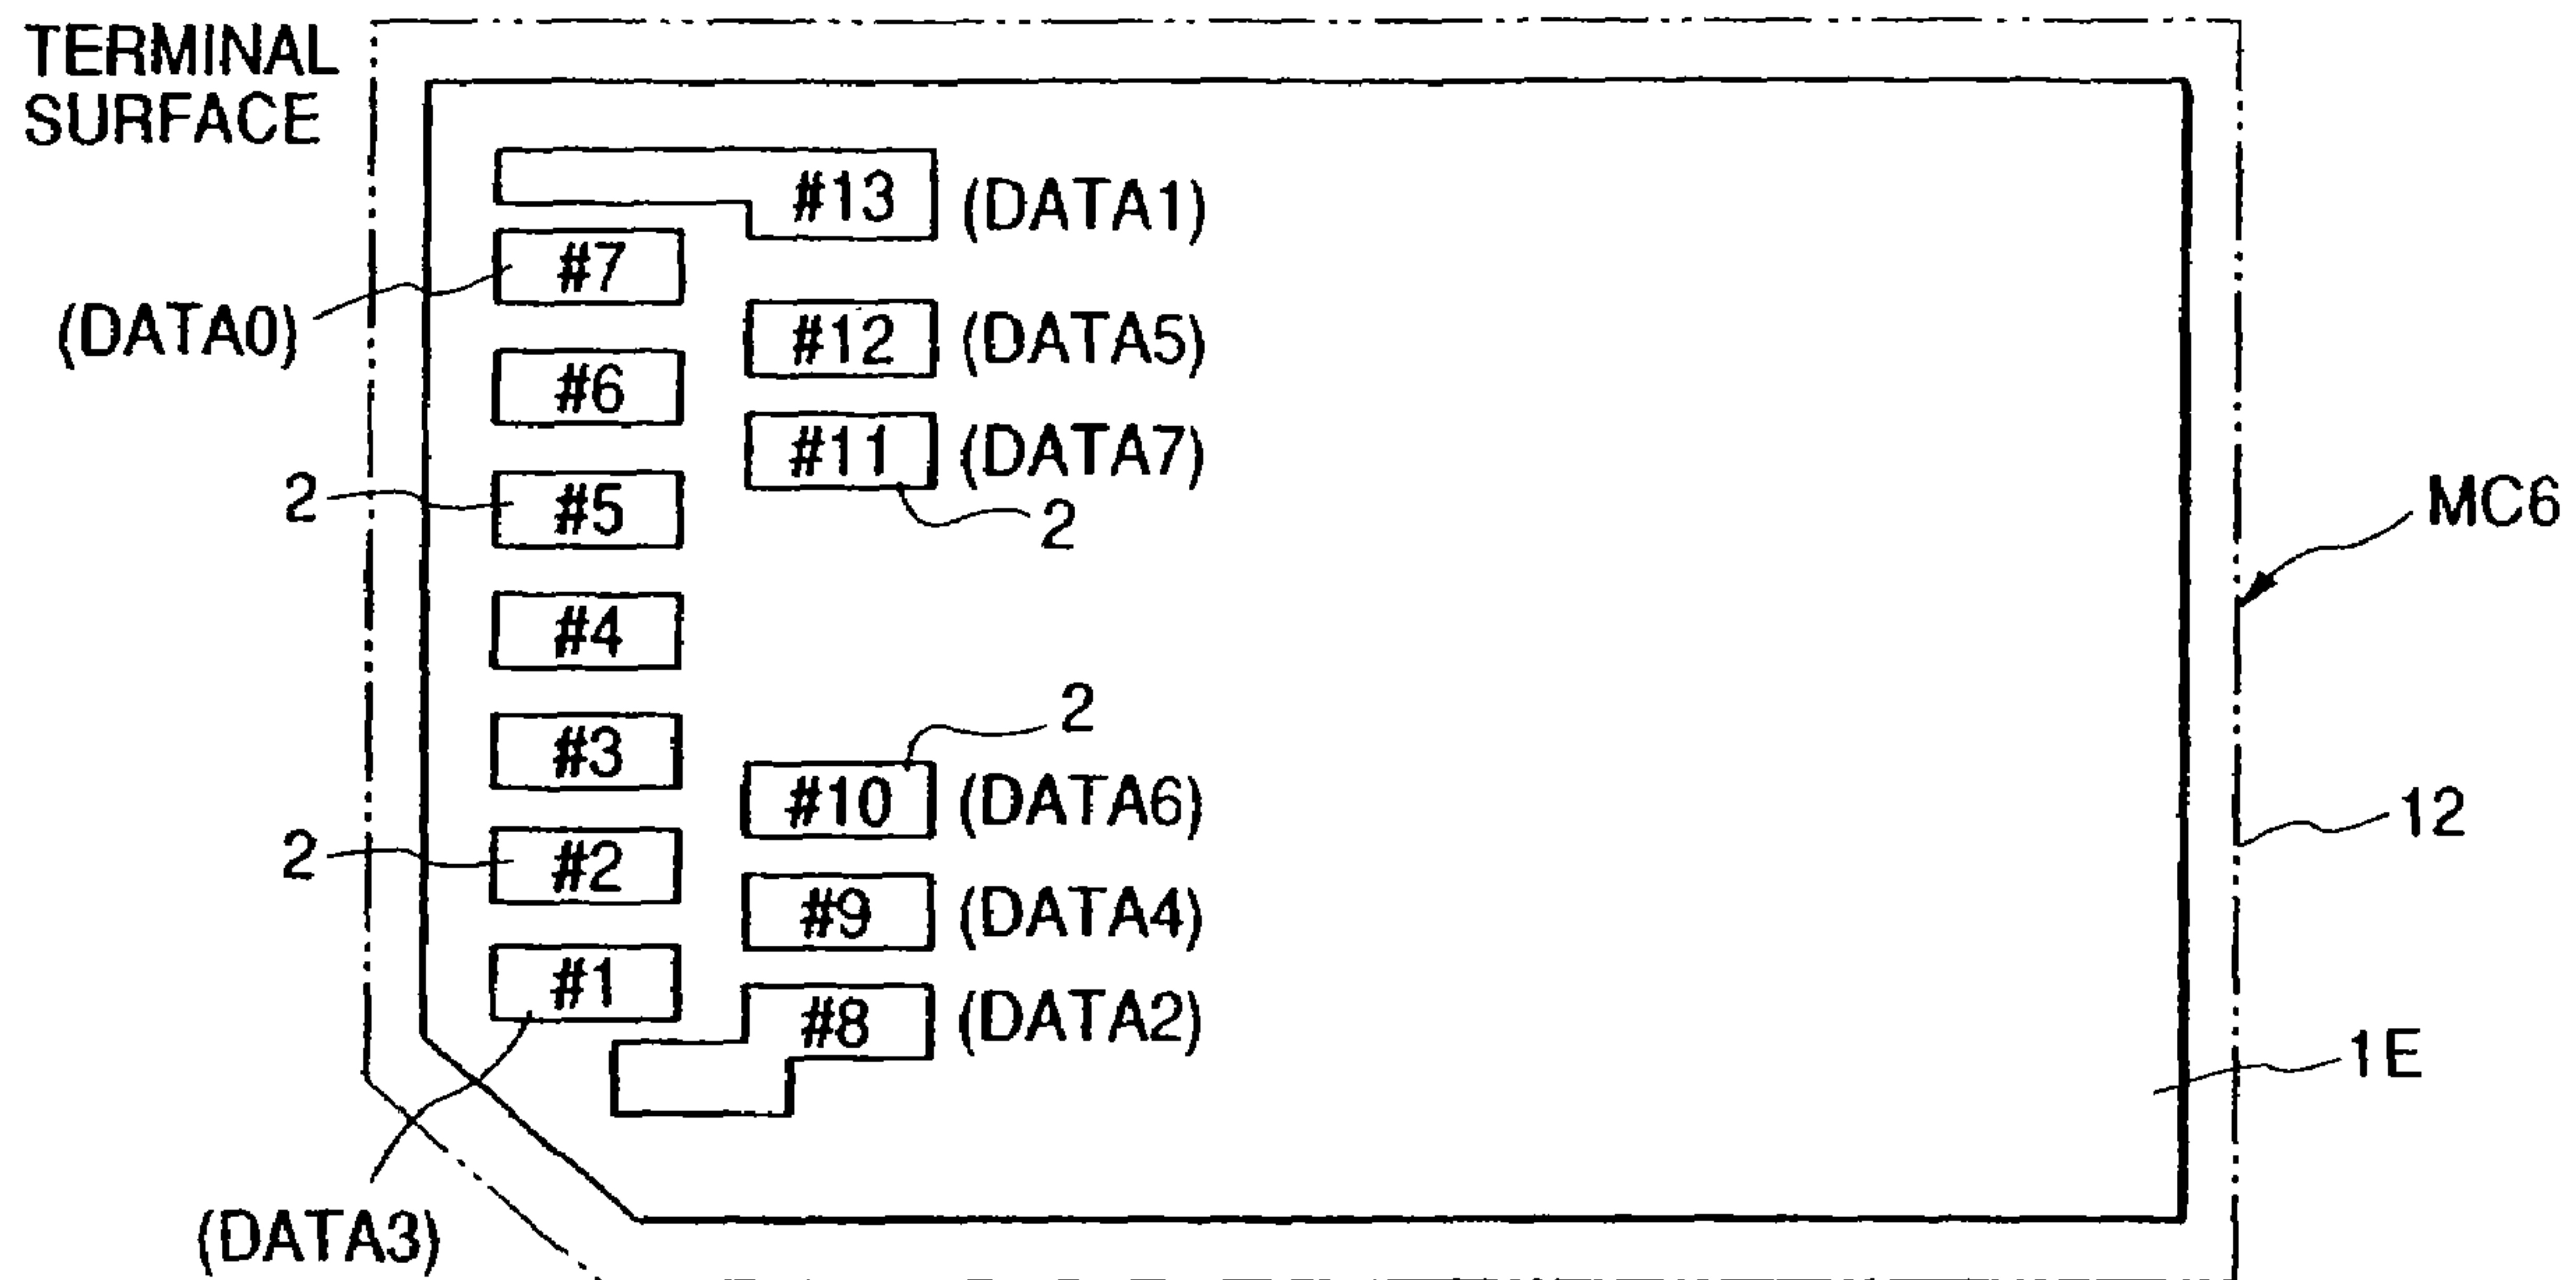 TERMINAL
SURFACE
#13 (DATA1)
#7
(DATA0)
#12 (DATA5)
#6
#11 (DATA7)
2 #5
2
MC6
#4
2
#3
#10 (DATA6)
12
2 #2
#9 (DATA4)
#1
#8 (DATA2)
1E
(DATA3)